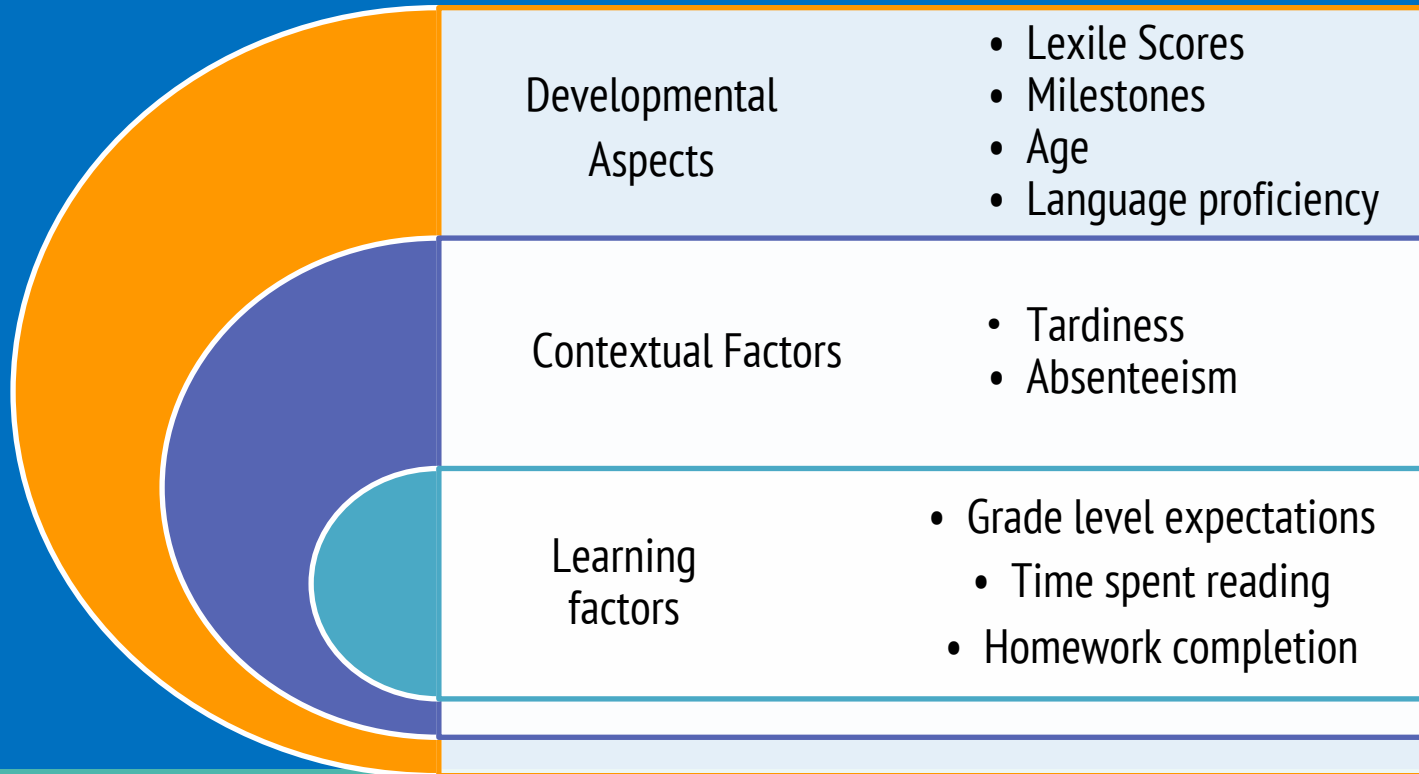 Developmental
Aspects
• Lexile Scores
• Milestones
• Age
• Language proficiency
Contextual Factors
• Tardiness
• Absenteeism
Learning
factors
• Grade level expectations
• Time spent reading
• Homework completion